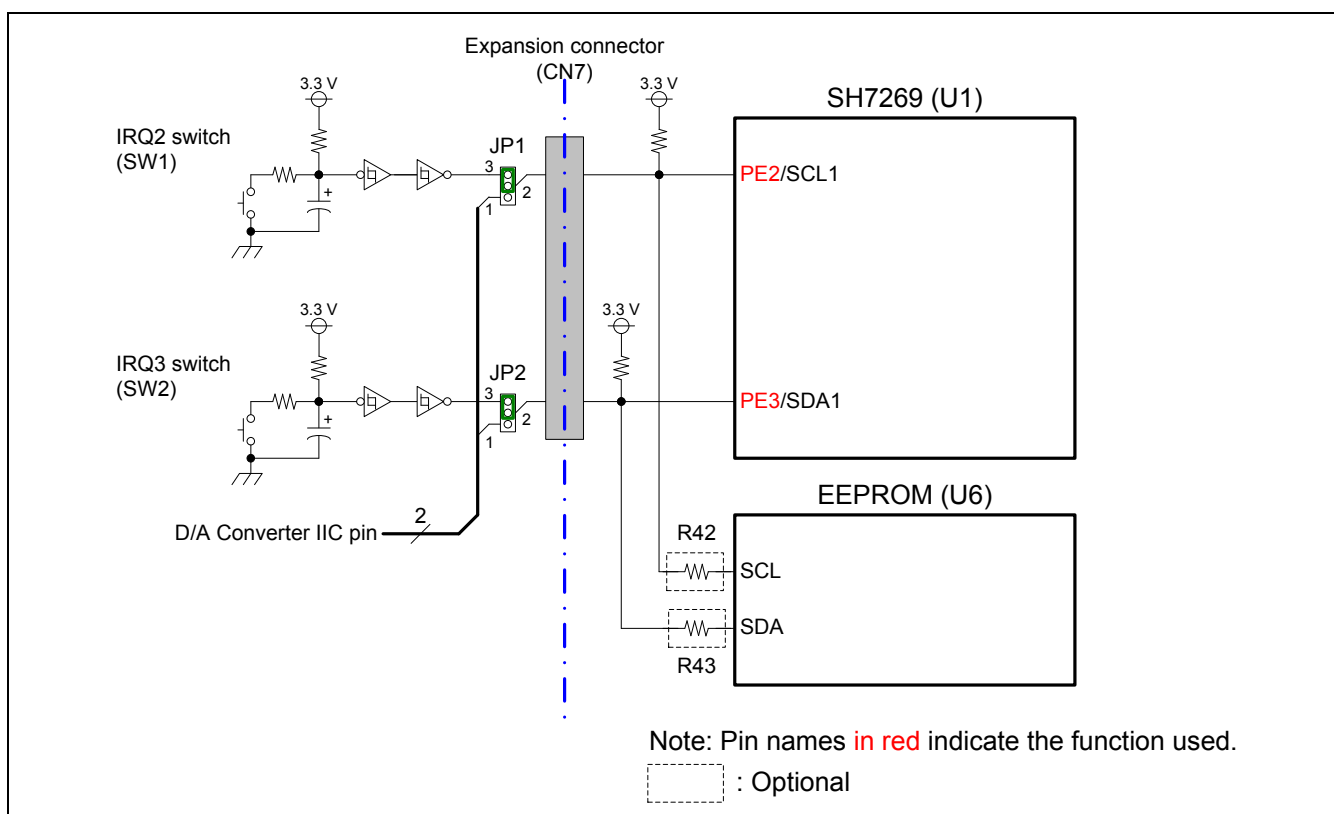 Expansion connector
(CN7)
3.3 V
3.3 V
SH7269 (U1)
IRQ2 switch
(SW1)
JP1
3
2
1
PE2/SCL1
+
3.3 V
3.3 V
IRQ3 switch
(SW2)
JP2
3
2
1
PE3/SDA1
+
D/A Converter IIC pin
2
EEPROM (U6)
R42
SCL
SDA
R43
Note: Pin names in red indicate the function used.
: Optional